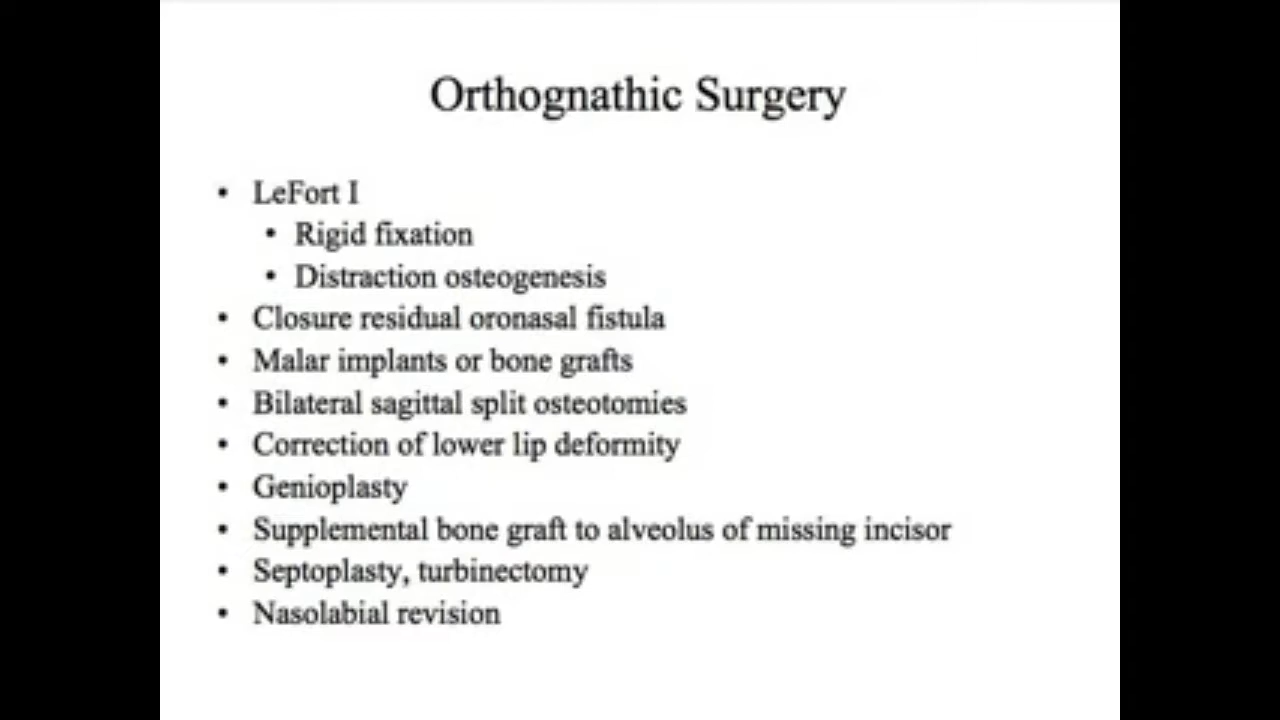 Orthognathic Surgery
• LeFort I
• Rigid fixation
• Distraction osteogenesis
• Closure residual oronasal fistula
• Malar implants or bone grafts
• Bilateral sagittal split osteotomies
• Correction of lower lip deformity
• Genioplasty
• Supplemental bone graft to alveolus of missing incisor
• Septoplasty, turbinectomy
• Nasolabial revision